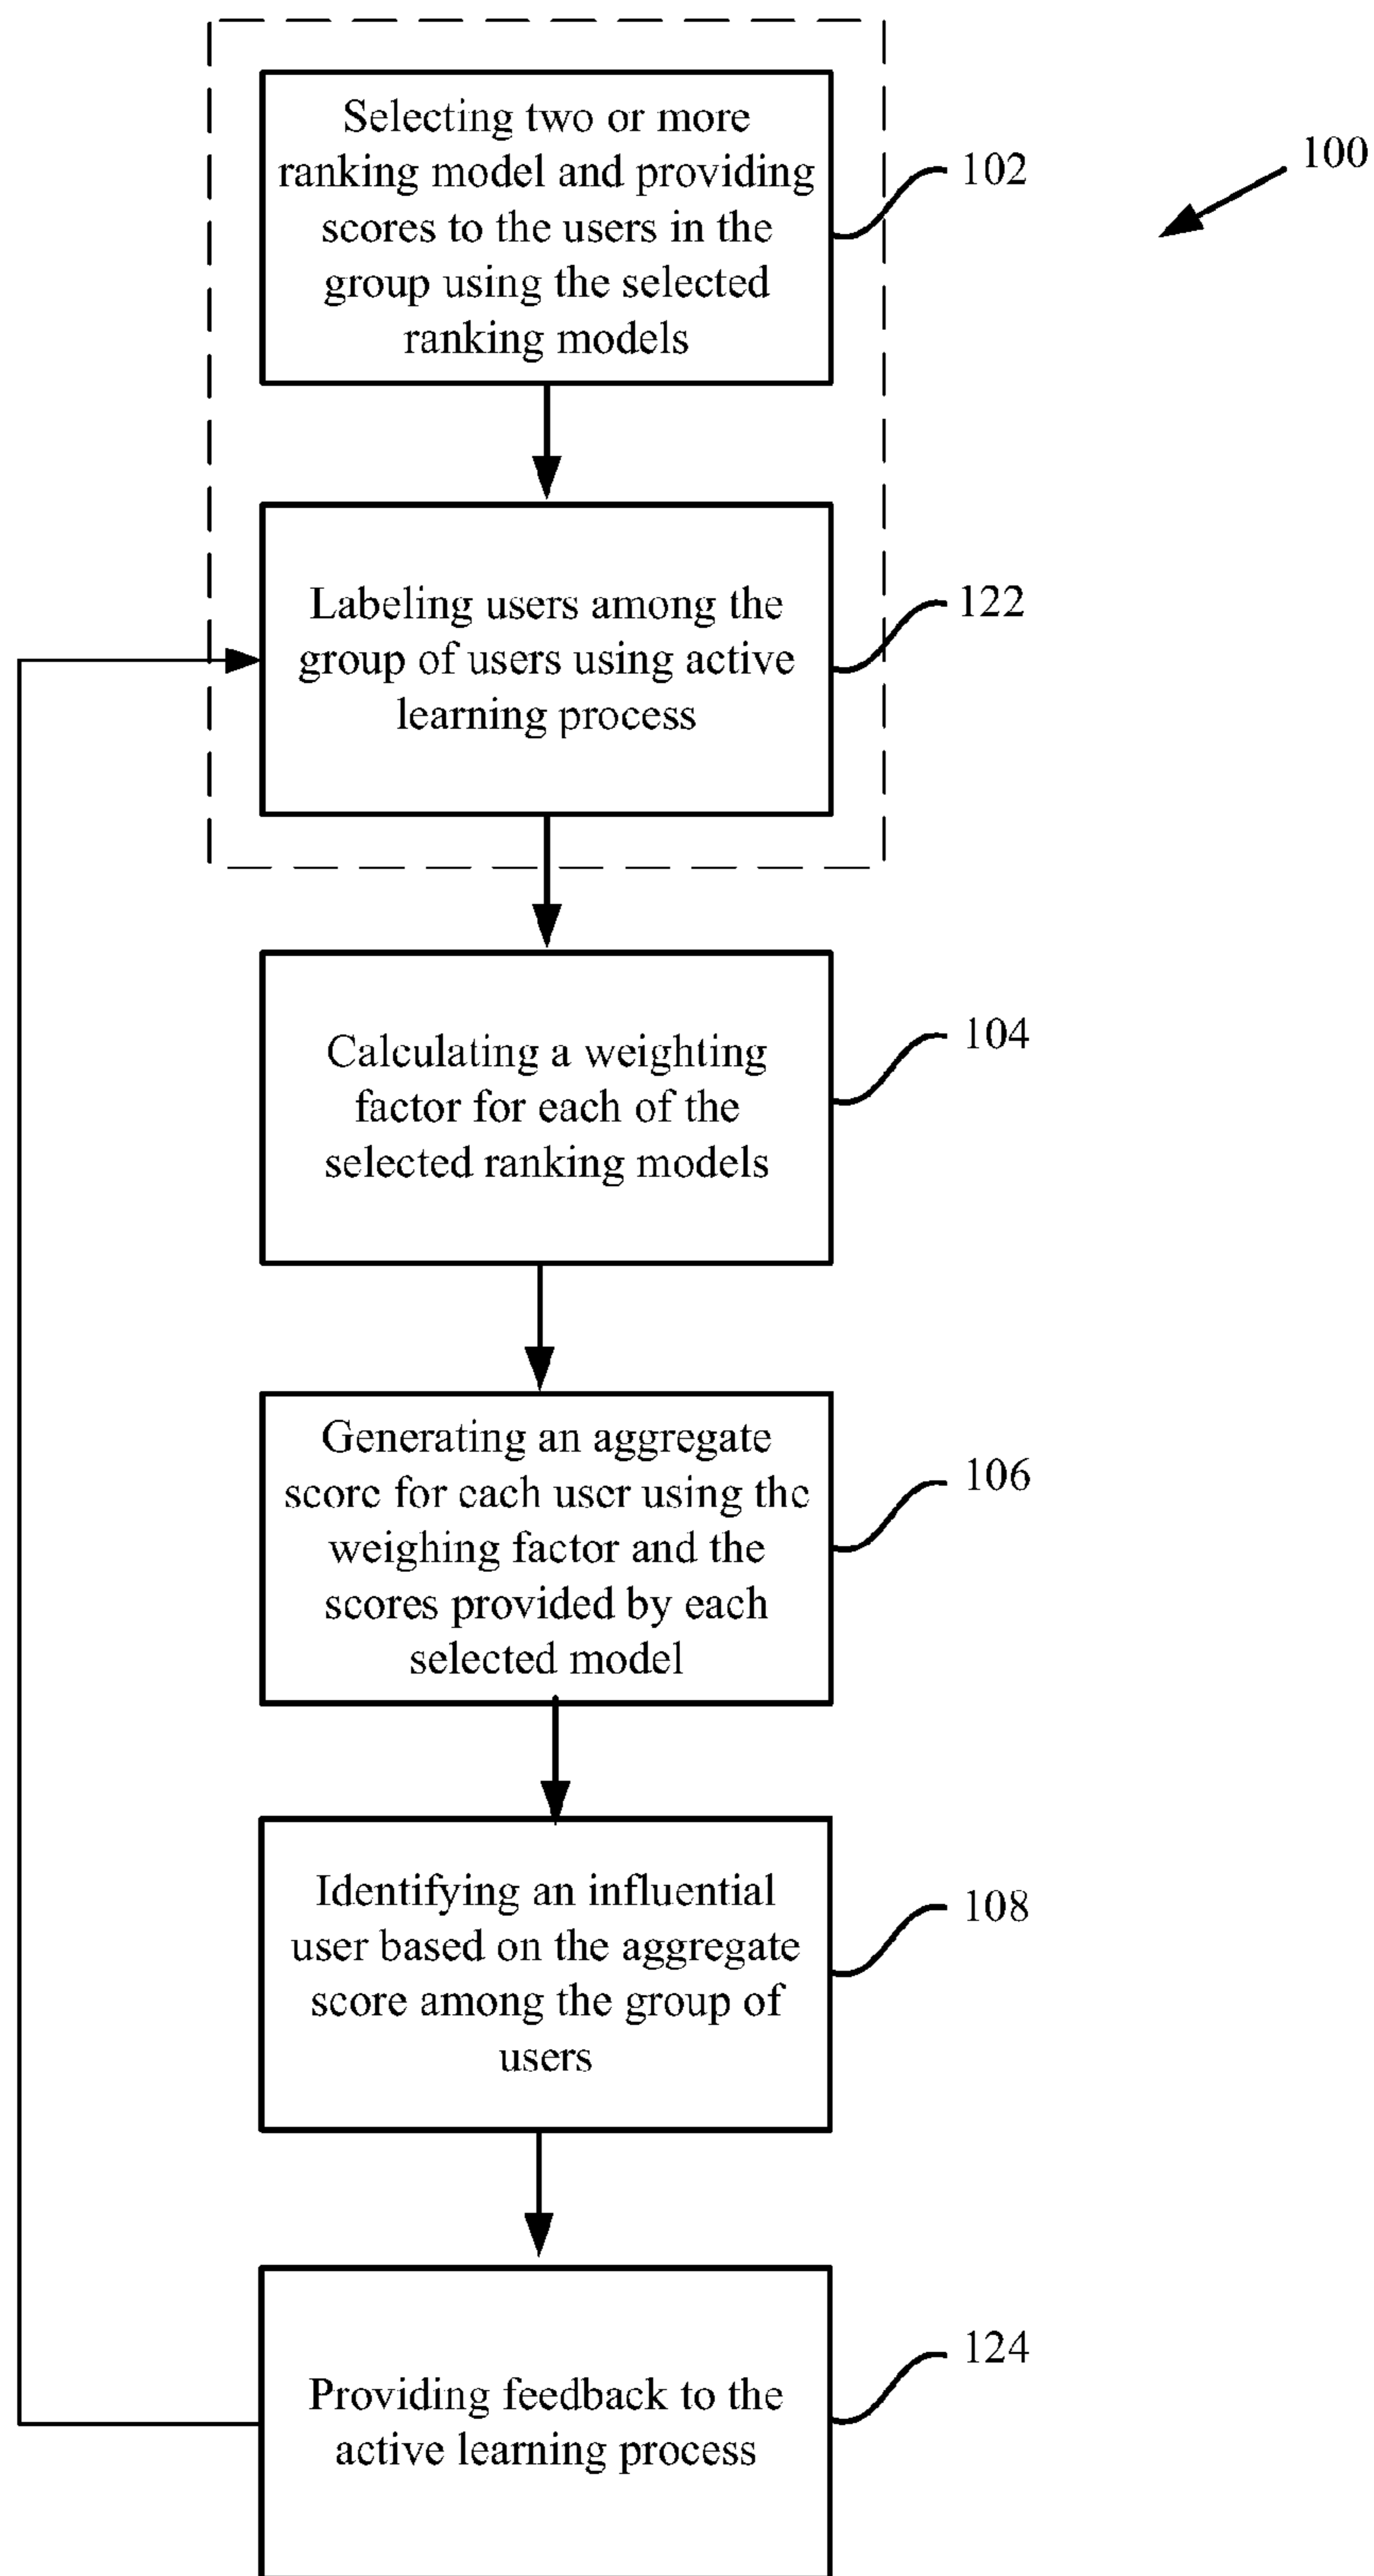 Selecting two or more
ranking model and providing
scores to the users in the
group using the selected
ranking models
102
100
Labeling users among the
group of users using active
learning process
122
Calculating a weighting
factor for each of the
selected ranking models
104
Generating an aggregate
score for each user using the
weighing factor and the
scores provided by each
selected model
106
Identifying an influential
user based on the aggregate
score among the group of
users
108
Providing feedback to the
active learning process
124